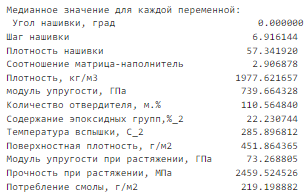 Медианное значение для каждой переменной:
Угол нашивки, град 0.000000
Шаг нашивки 6.916144
Плотность нашивки 57.341920
Соотношение матрица-наполнитель 2.906878
Плотность, кг/м3 1977.621657
модуль упругости, ГПа 739.664328
Количество отвердителя, м.% 110.564840
Содержание эпоксидных групп,%_2 22.230744
Температура вспышки, С_2 285.896812
Поверхностная плотность, г/м2 451.864365
Модуль упругости при растяжении, ГПа 73.268805
Прочность при растяжении, МПа 2459.524526
Потребление смолы, г/м2 219.198882